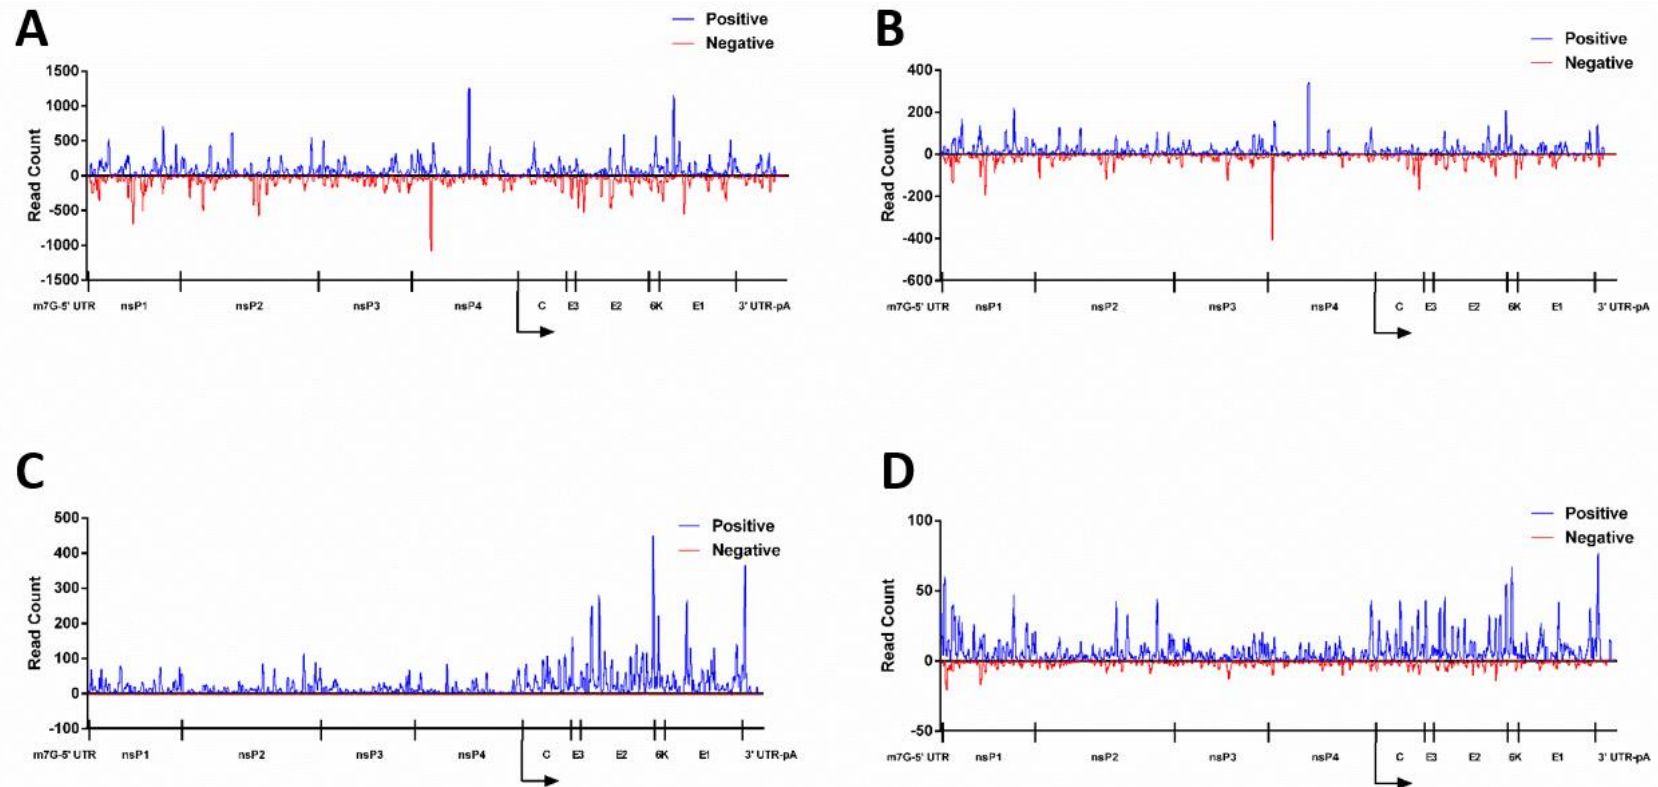 A
Positive
Negative
Read Count
1500
1000
500
0
-500
-1000
-1500
m7G-5' UTR nsP1 nsP2 nsP3 nsP4 C E3 E2 6K E1 3' UTR-pA
B
Positive
Negative
Read Count
400
200
0
-200
-400
-600
m7G-5' UTR nsP1 nsP2 nsP3 nsP4 C E3 E2 6K E1 3' UTR-pA
C
Positive
Negative
Read Count
500
400
300
200
100
0
-100
m7G-5' UTR nsP1 nsP2 nsP3 nsP4 C E3 E2 6K E1 3' UTR-pA
D
Positive
Negative
Read Count
100
50
0
-50
m7G-5' UTR nsP1 nsP2 nsP3 nsP4 C E3 E2 6K E1 3' UTR-pA